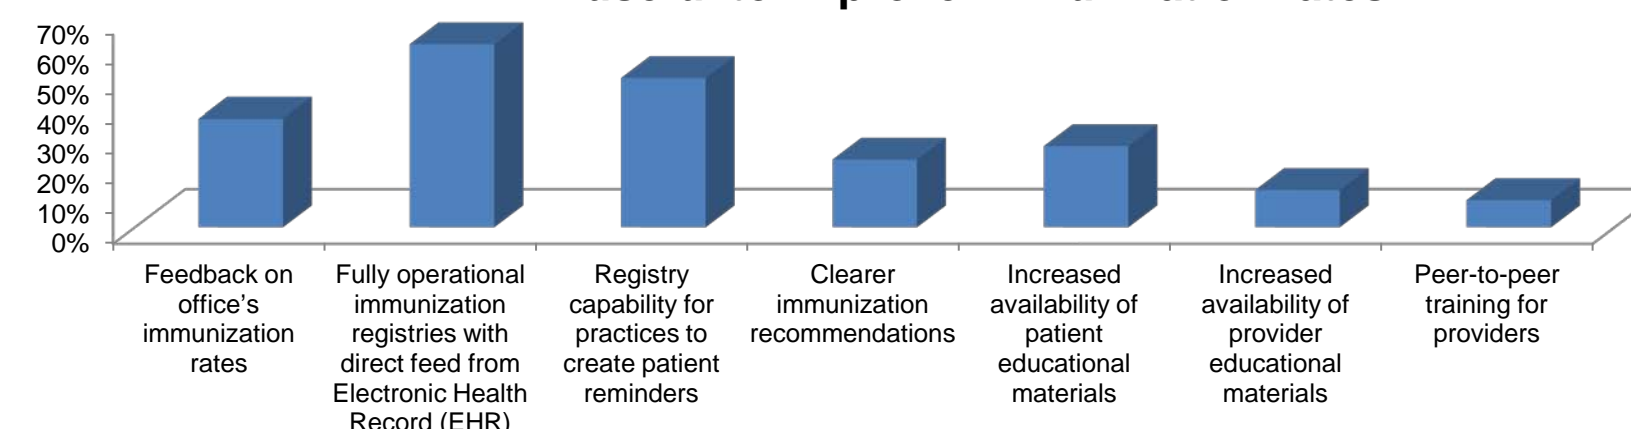 70%
60%
50%
40%
30%
20%
10%
0%
Feedback on
office’s
immunization
rates
Fully operational
immunization
registries with
direct feed from
Electronic Health
Record (EHR)
Registry
capability for
practices to
create patient
reminders
Clearer
immunization
recommendations
Increased
availability of
patient
educational
materials
Increased
availability of
provider
educational
materials
Peer-to-peer
training for
providers